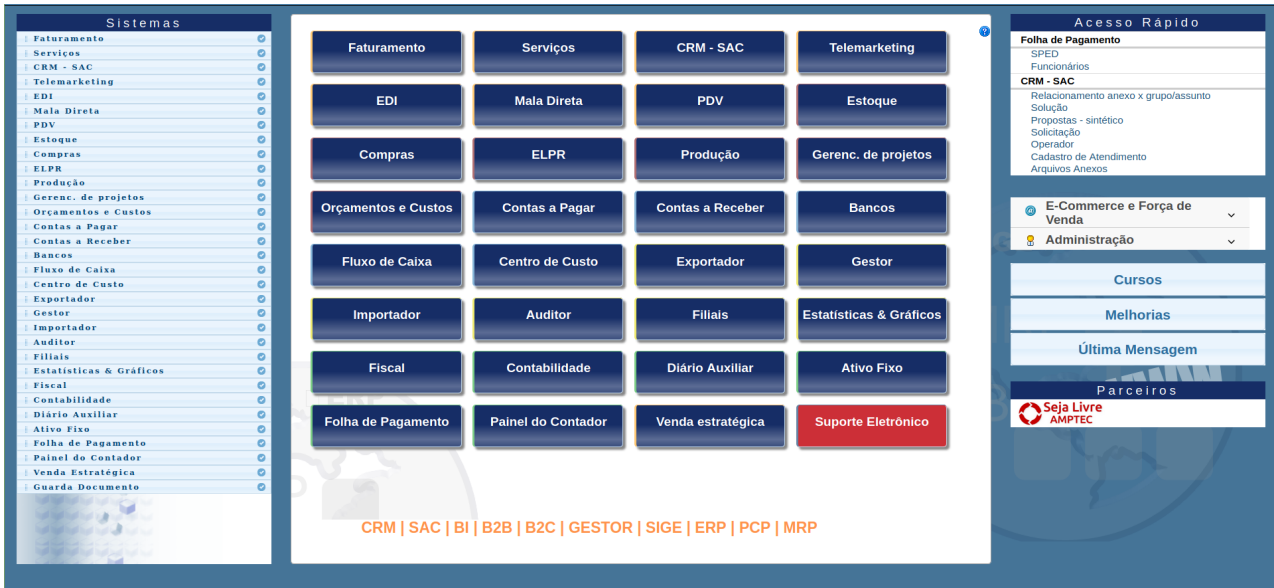 Sistemas
Faturamento
Serviços
CRM - SAC
Telemarketing
EDI
Mala Direta
PDV
Estoque
Compras
ELPR
Produção
Gerenc. de projetos
Orçamentos e Custos
Contas a Pagar
Contas a Receber
Bancos
Fluxo de Caixa
Centro de Custo
Exportador
Gestor
Importador
Auditor
Filiais
Estatísticas & Gráficos
Fiscal
Contabilidade
Diário Auxiliar
Ativo Fixo
Folha de Pagamento
Painel do Contador
Venda Estratégica
Guarda Documento
Faturamento
Serviços
CRM - SAC
Telemarketing
EDI
Mala Direta
PDV
Estoque
Compras
ELPR
Produção
Gerenc. de projetos
Orçamentos e Custos
Contas a Pagar
Contas a Receber
Bancos
Fluxo de Caixa
Centro de Custo
Exportador
Gestor
Importador
Auditor
Filiais
Estatísticas & Gráficos
Fiscal
Contabilidade
Diário Auxiliar
Ativo Fixo
Folha de Pagamento
Painel do Contador
Venda estratégica
Suporte Eletrônico
ERP
CRM | SAC | BI | B2B | B2C | GESTOR | SIGE | ERP | PCP | MRP
Acesso Rápido
Folha de Pagamento
SPED
Funcionários
CRM - SAC
Relacionamento anexo x grupo/assunto
Solução
Propostas - sintético
Solicitação
Operador
Cadastro de Atendimento
Arquivos Anexos
E-Commerce e Força de
Venda
Administração
Cursos
Melhorias
Última Mensagem
Parceiros
Seja Livre
AMPTEC